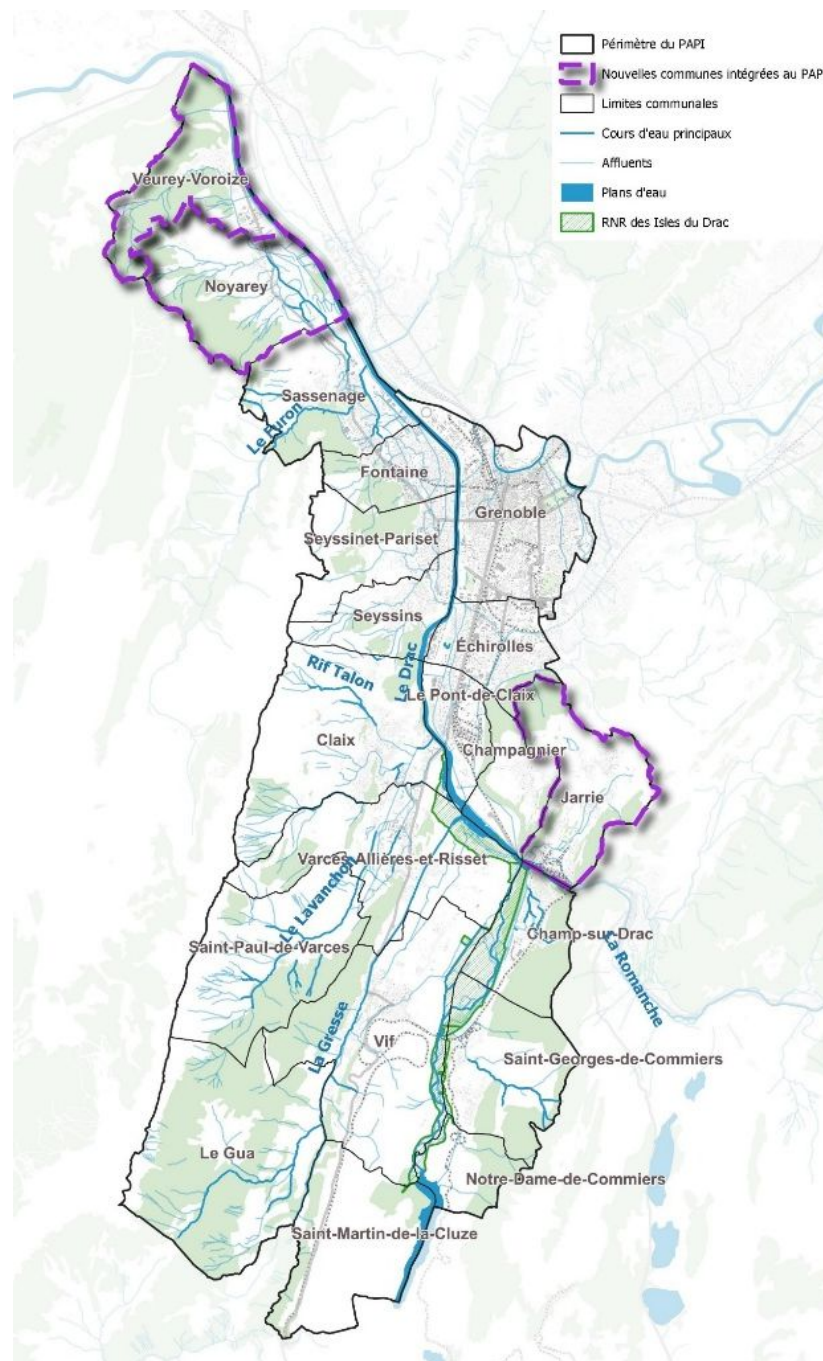 Périmètre du PAPI
Nouvelles communes intégrées au PAP
Limites communales
Cours d'eau principaux
Affluents
Plans d'eau
RNR des Isles du Drac
Veurey-Voroize
Noyarey
Sassenage
Le Furon
Fontaine
Grenoble
Seyssinet-Pariset
Seyssins
Échirolles
Le Drac
Rif Talon
Le Pont-de-Claix
Claix
Champagnier
Jarrie
Varces-Allières-et-Risset
Le Lavanchon
Champ-sur-Drac
Saint-Paul-de-Varces
La Romanche
La Gresse
Vif
Saint-Georges-de-Commiers
Le Gua
Notre-Dame-de-Commiers
Saint-Martin-de-la-Cluze